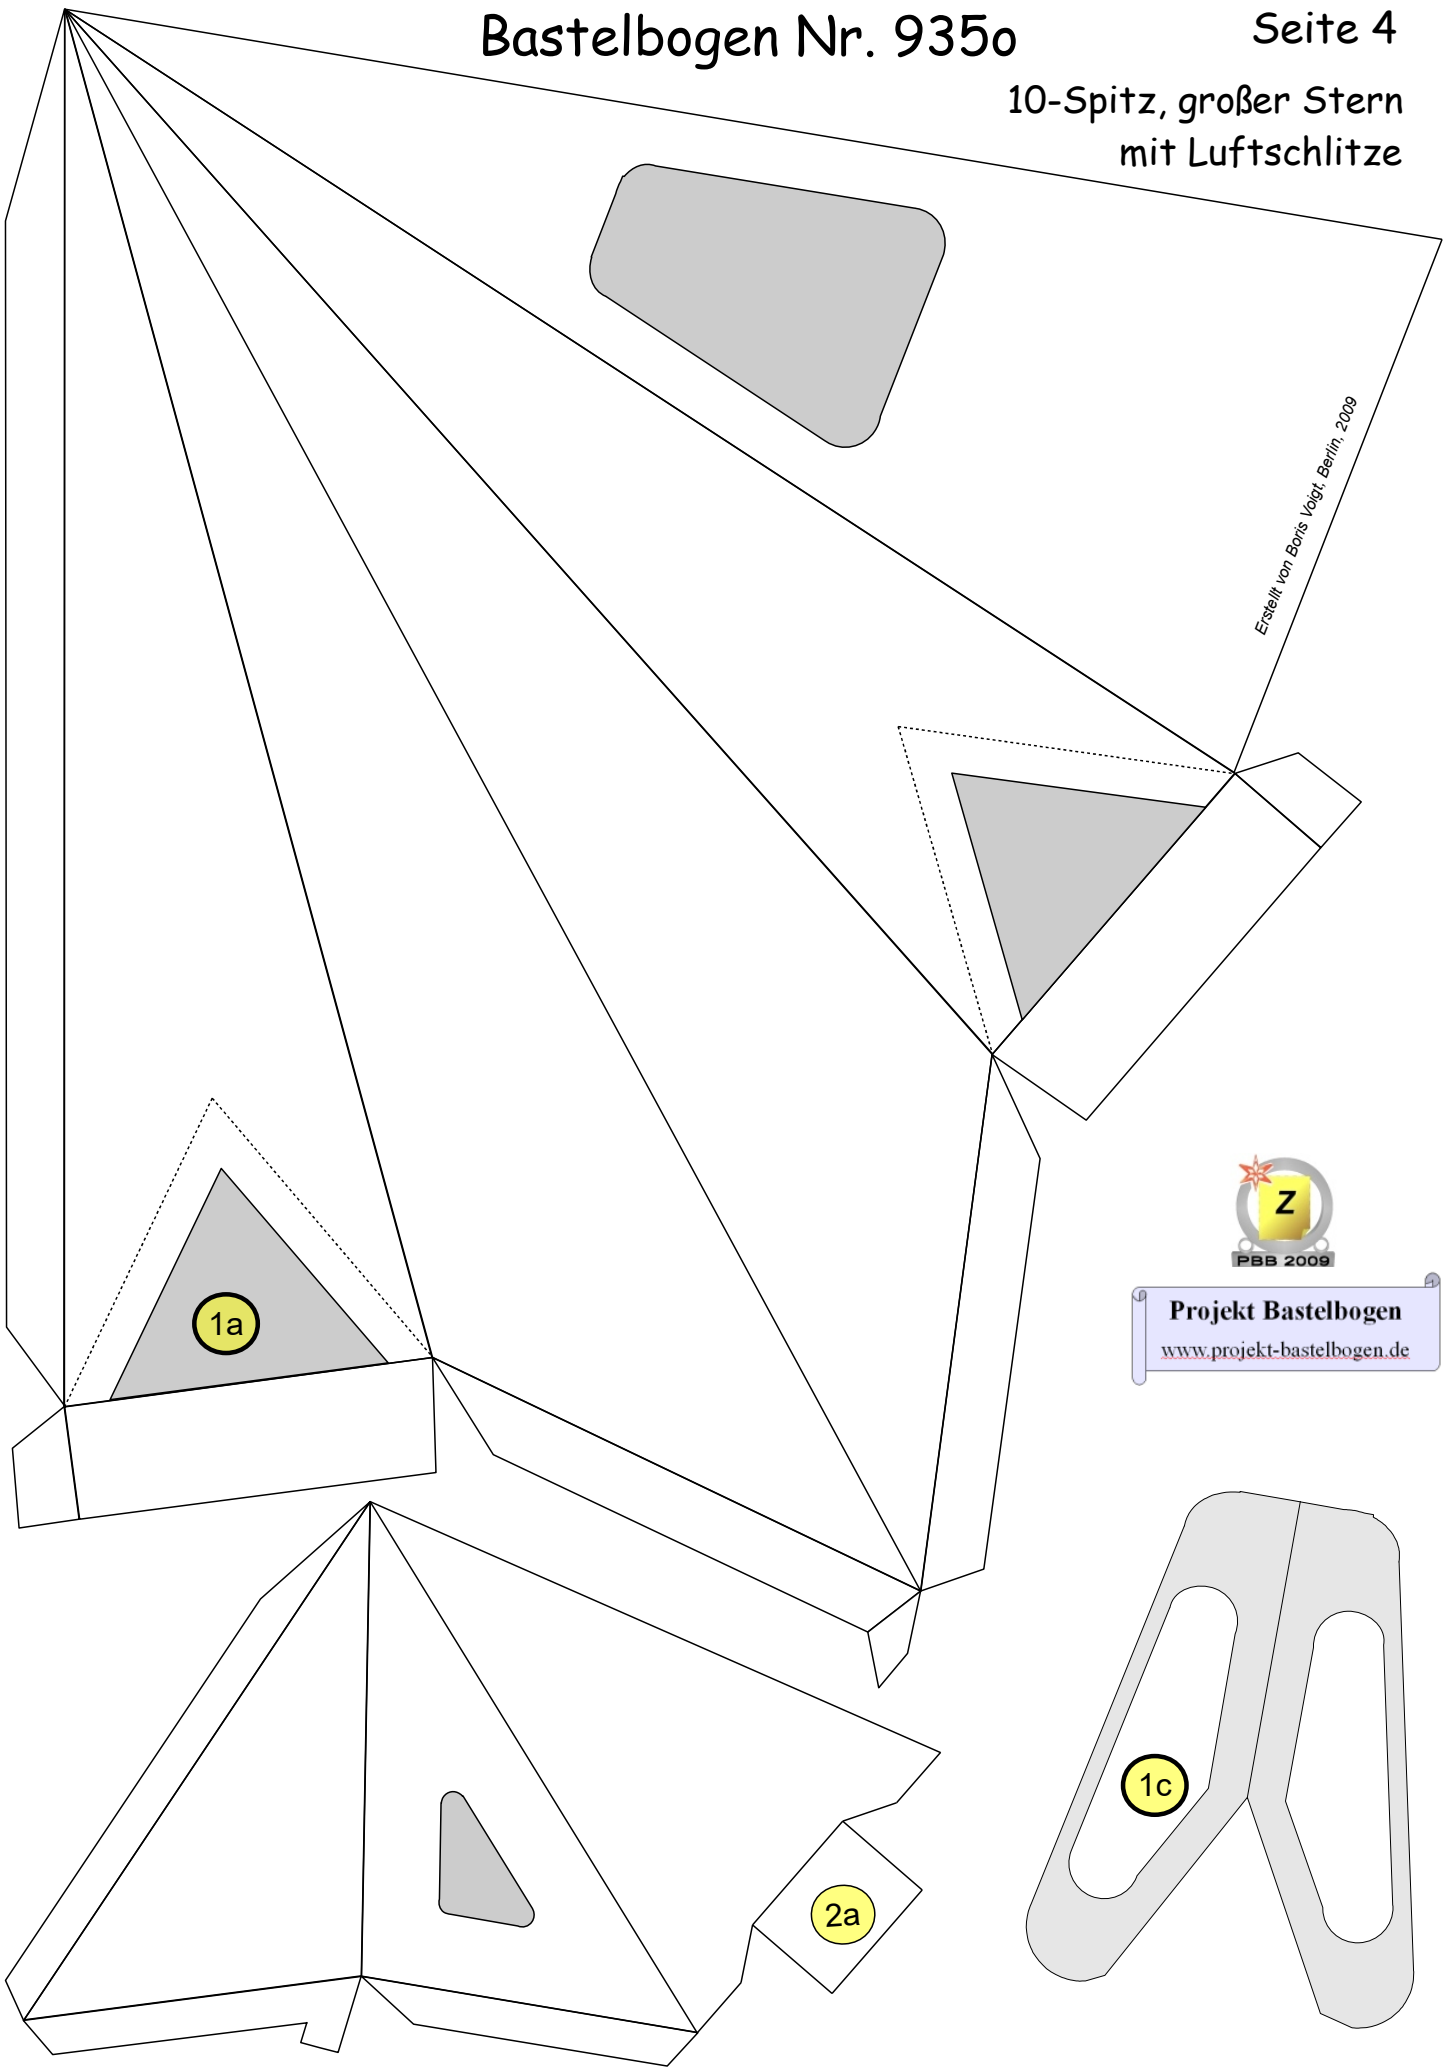 Bastelbogen Nr. 935o
Seite 4
10-Spitz, großer Stern
mit Luftschlitze
Erstellt von Boris Voigt, Berlin, 2009
1a
Z
PBB 2009
Projekt Bastelbogen
www.projekt-bastelbogen.de
1c
2a